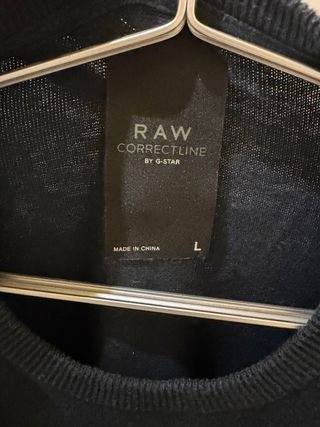 RAW
CORRECTLINE
BY G-STAR
MADE IN CHINA
L